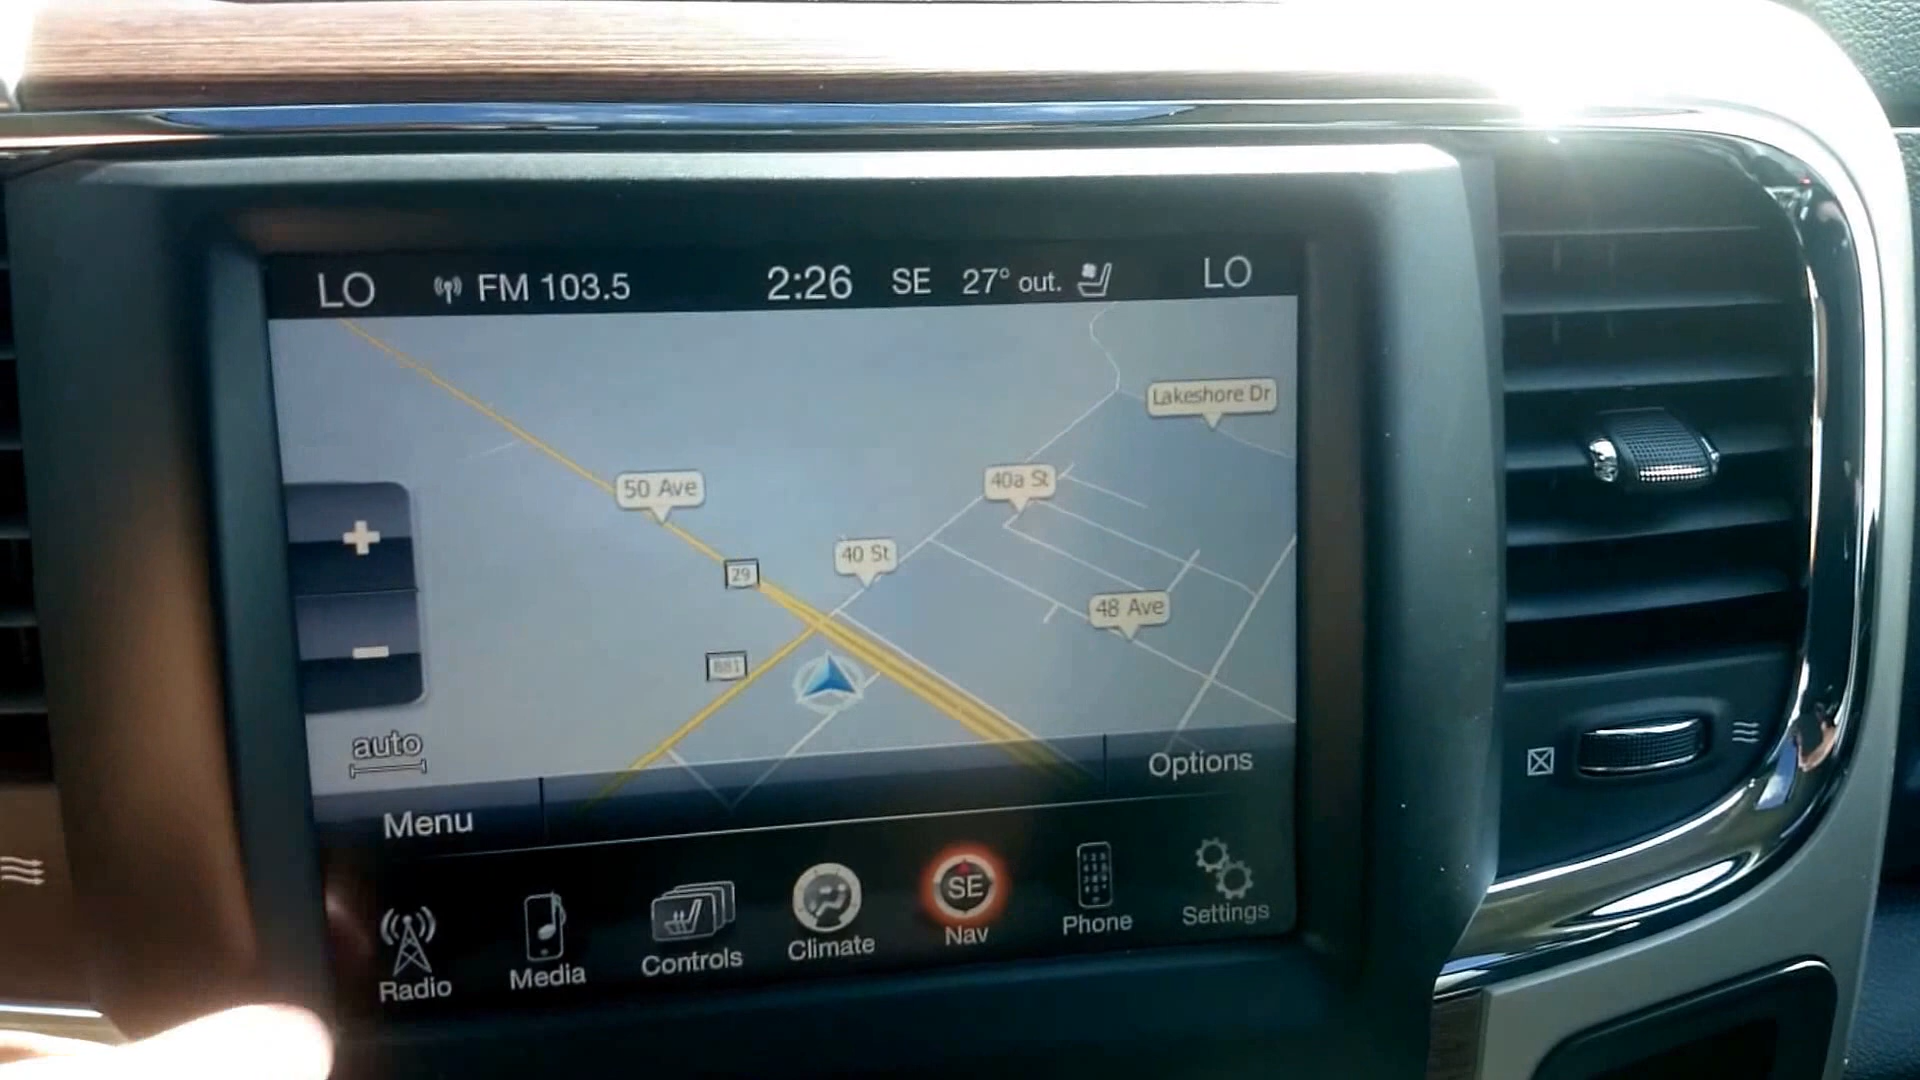 LO FM 103.5 2:26 SE 27° out. LO
Lakeshore Dr
50 Ave
40a St
40 St
29
48 Ave
881
+
-
auto
Menu
Options
Radio
Media
Controls
SE
Climate
Nav
Phone
Settings